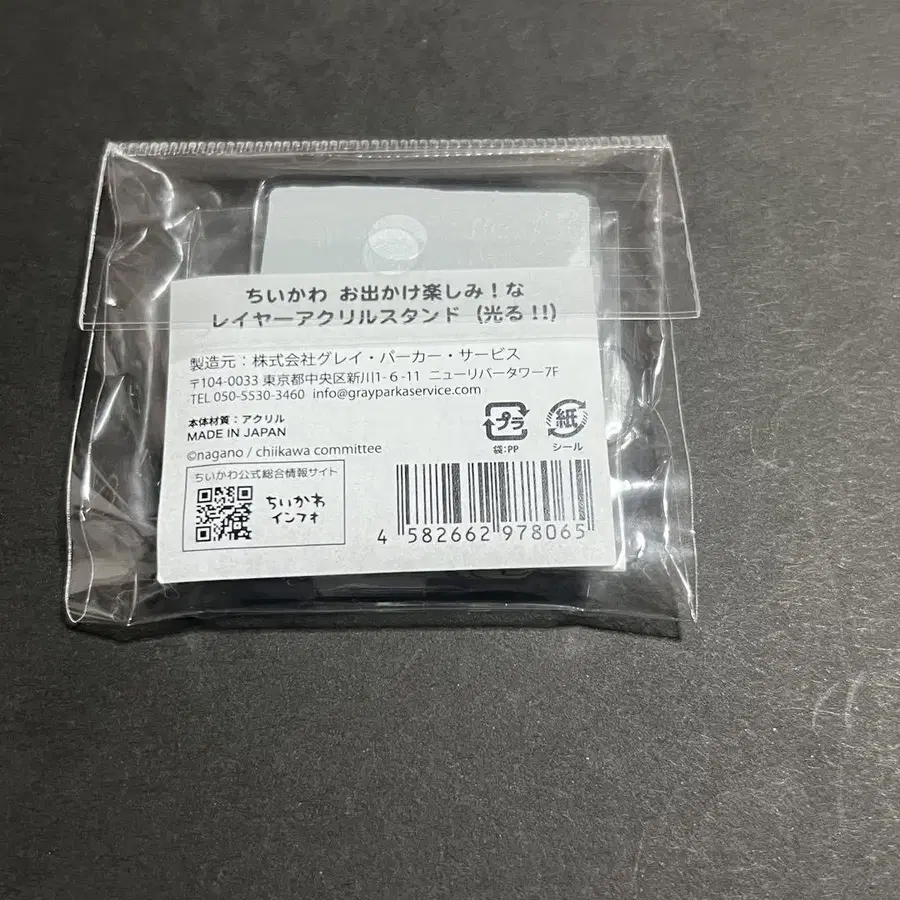 ちいかわ お出かけ楽しみ！な
レイヤーアクリルスタンド （光る!!）
製造元：株式会社グレイ・パーカー・サービス
〒104-0033 東京都中央区新川1-6-11 ニューリバータワー7F
TEL 050-5530-3460 info@grayparkaservice.com
本体材質：アクリル
MADE IN JAPAN
©nagano / chiikawa committee
プラ
袋:PP
紙
シール
ちいかわ公式総合情報サイト
ちいかわ
インフォ
4 582662 978065